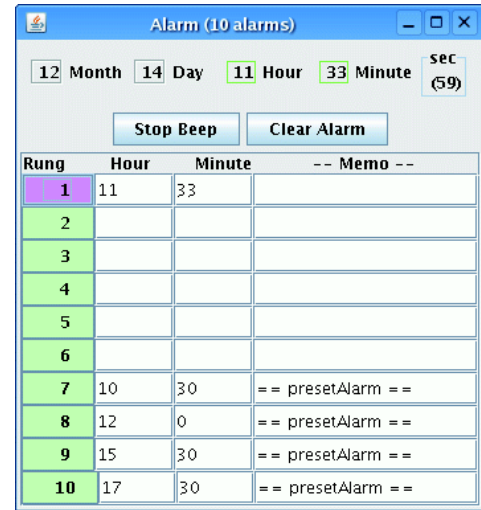 Alarm (10 alarms)
12 Month 14 Day 11 Hour 33 Minute sec (59)
Stop Beep Clear Alarm
Rung Hour Minute -- Memo --
1 11 33
2
3
4
5
6
7 10 30 == presetAlarm ==
8 12 0 == presetAlarm ==
9 15 30 == presetAlarm ==
10 17 30 == presetAlarm ==